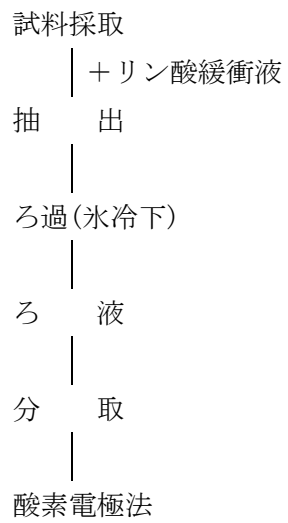 試料採取
＋リン酸緩衝液
抽　　出
ろ過(氷冷下)
ろ　　液
分　　取
酸素電極法